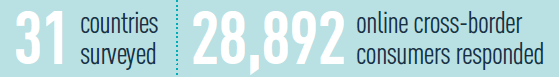 31 countries
surveyed
28,892 online cross-border
consumers responded